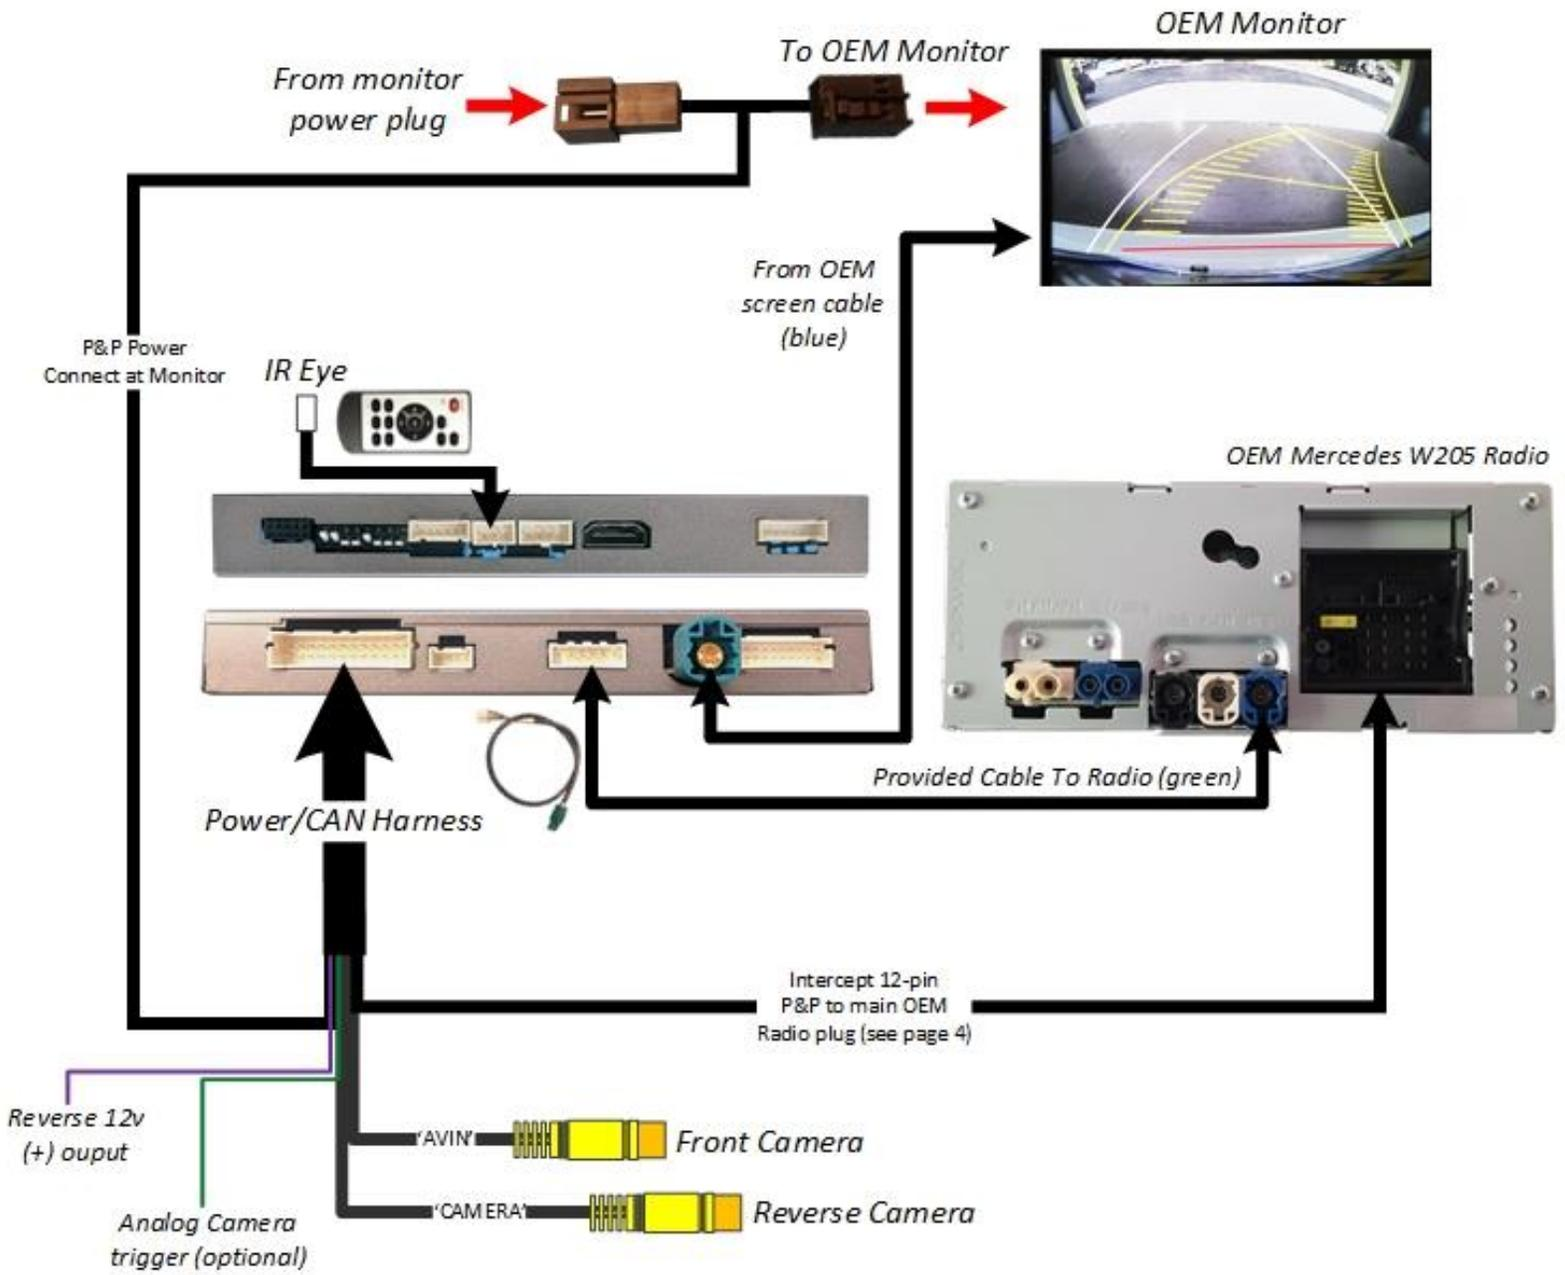 OEM Monitor
To OEM Monitor
From monitor
power plug
From OEM
screen cable
(blue)
P&P Power
Connect at Monitor
IR Eye
OEM Mercedes W205 Radio
Provided Cable To Radio (green)
Power/CAN Harness
Intercept 12-pin
P&P to main OEM
Radio plug (see page 4)
Reverse 12v
(+) ouput
'AVIN'
Front Camera
'CAMERA'
Reverse Camera
Analog Camera
trigger (optional)